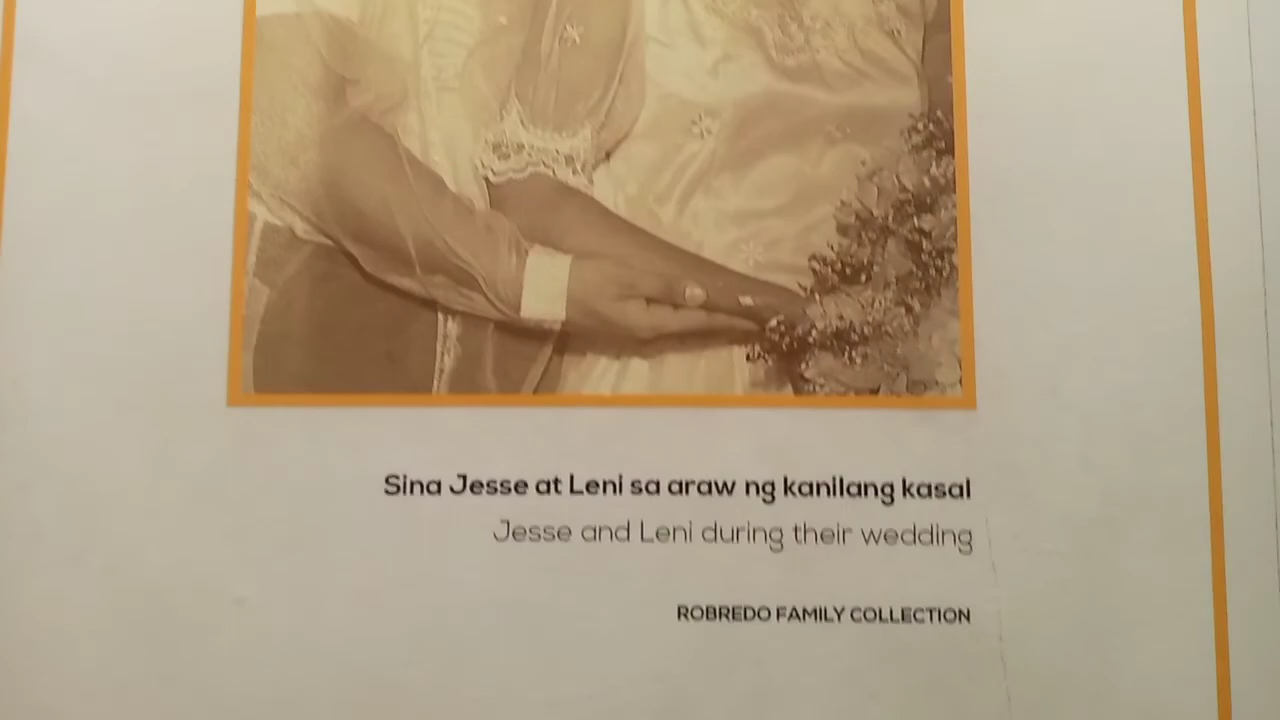 Sina Jesse at Leni sa araw ng kanilang kasal
Jesse and Leni during their wedding
ROBREDO FAMILY COLLECTION